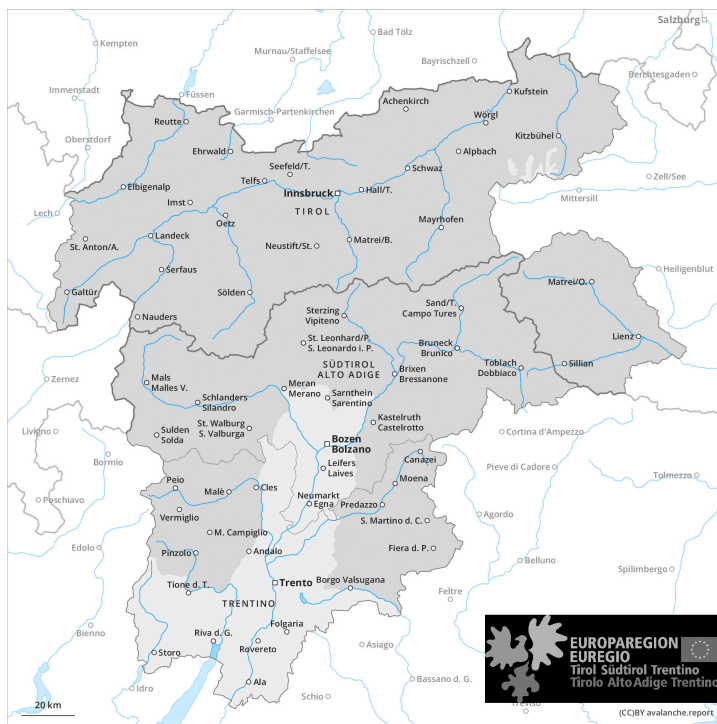 Salzburg
Kempten
Bad Tölz
Murnau/Staffelsee
Bayrischzell
Berchtesgaden
Immenstadt
Füssen
Garmisch-Partenkirchen
Achenkirch
Kufstein
Reutte
Wörgl
Oberstdorf
Ehrwald
Kitzbühel
Alpbach
Seefeld/T.
Schwaz
Telfs
Zell/See
Elbigenalp
Innsbruck
Hall/T.
Mittersill
Imst
TIROL
Lech
Oetz
Mayrhofen
Landeck
St. Anton/A.
Neustift/St.
Matrei/B.
Serfaus
Heiligenblut
Galtür
Sölden
Matrei/O.
Nauders
Sterzing
Vipiteno
Sand/T.
Campo Tures
St. Leonhard/P.
S. Leonardo i. P.
Bruneck
Brunico
Lienz
SÜDTIROL
ALTO ADIGE
Toblach
Dobbiaco
Sillian
Brixen
Bressanone
Zernez
Mals
Malles V.
Meran
Merano
Sarnthein
Sarentino
Schlanders
Silandro
St. Walburg
S. Valburga
Kastelruth
Castelrotto
Livigno
Sulden
Solda
Bozen
Bolzano
Cortina d'Ampezzo
Canazei
Bormio
Leifers
Laives
Pieve di Cadore
Tolmezzo
Peio
Malè
Cles
Moena
Poschiavo
Neumarkt
Egna
Predazzo
Vermiglio
Agordo
S. Martino d. C.
M. Campiglio
Edolo
Pinzolo
Andalo
Fiera d. P.
Belluno
Spilimbergo
Trento
Borgo Valsugana
Tione d. T.
Feltre
TRENTINO
Folgaria
Bienno
Riva d. G.
Rovereto
Asiago
Storo
Bassano d. G.
Ala
Idro
Schio
Treviso
EUROPAREGION
EUREGIO
Tirol Südtirol Trentino
Tirolo Alto Adige Trentino
20 km
(CC)BY avalanche.report